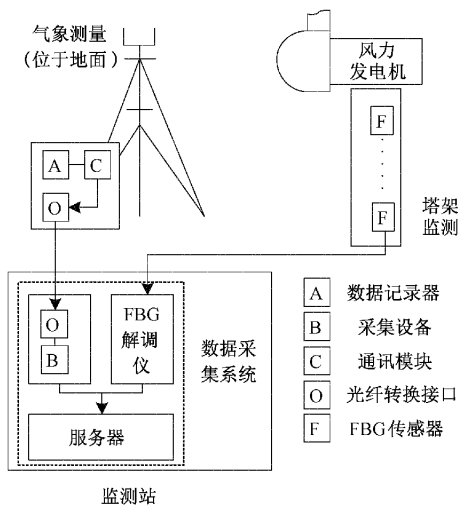 气象测量
(位于地面)
风力
发电机
A
C
O
F
F
塔架
监测
O
B
FBG
解调
仪
数据采
集系统
服务器
监测站
A 数据记录器
B 采集设备
C 通讯模块
O 光纤转换接口
F FBG传感器